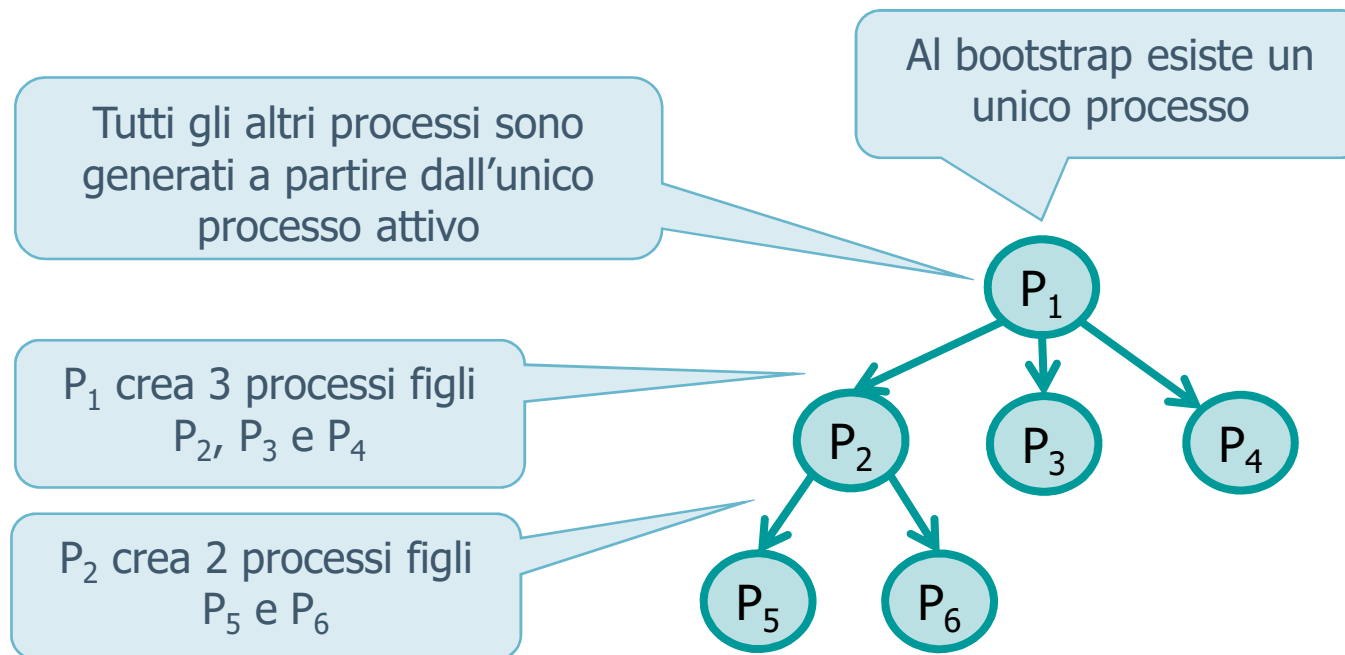 Al bootstrap esiste un
unico processo
Tutti gli altri processi sono
generati a partire dall’unico
processo attivo
P₁
P₁ crea 3 processi figli
P₂, P₃ e P₄
P₂
P₃
P₄
P₂ crea 2 processi figli
P₅ e P₆
P₅
P₆